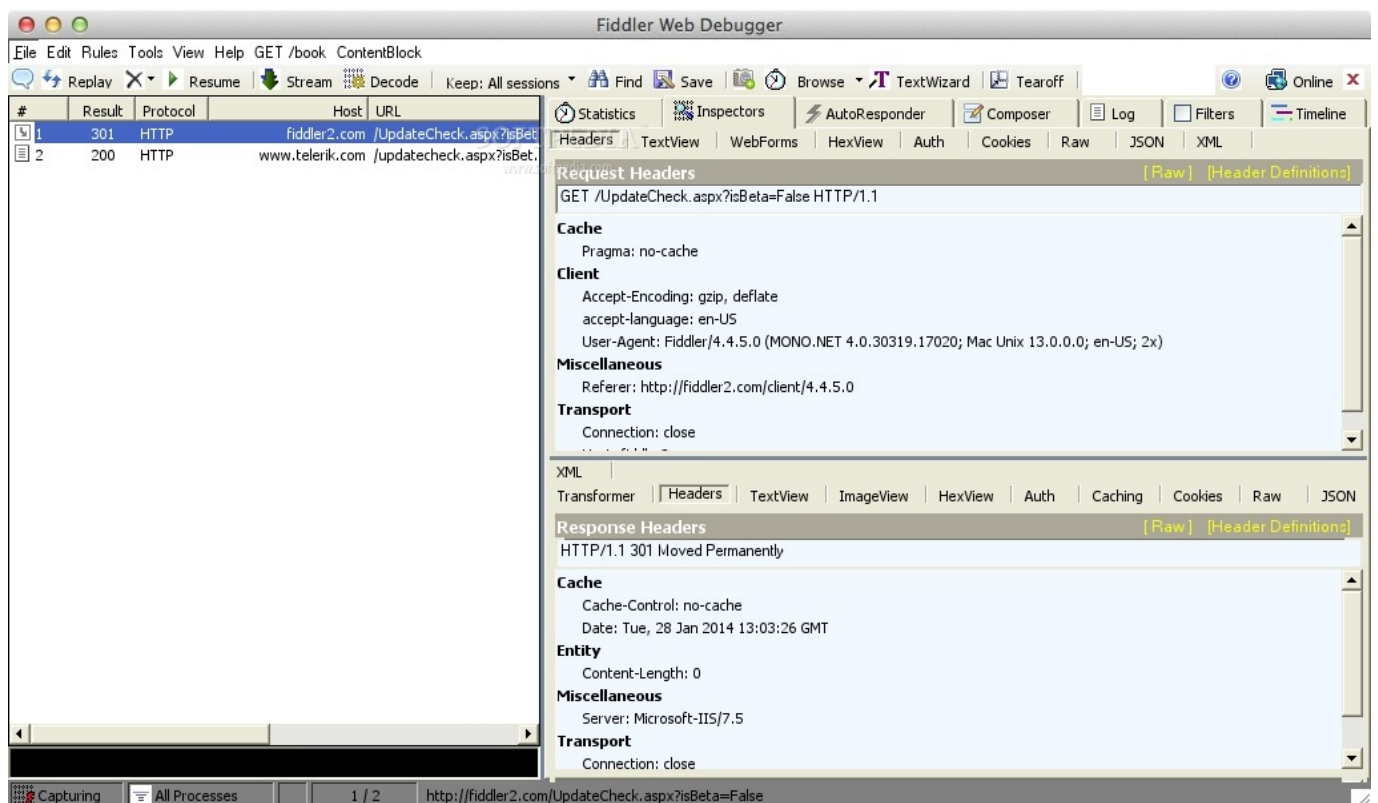 Fiddler Web Debugger
File Edit Rules Tools View Help GET /book ContentBlock
Replay X Resume Stream Decode Keep: All sessions Find Save Browse TextWizard Tearoff Online X
# Result Protocol Host URL
1 301 HTTP fiddler2.com /UpdateCheck.aspx?isBet
2 200 HTTP www.telerik.com /updatecheck.aspx?isBet.
SOFTPEDIA
www.softpedia.com
Statistics Inspectors AutoResponder Composer Log Filters Timeline
Headers TextView WebForms HexView Auth Cookies Raw JSON XML
Request Headers [Raw] [Header Definitions]
GET /UpdateCheck.aspx?isBeta=False HTTP/1.1
Cache
Pragma: no-cache
Client
Accept-Encoding: gzip, deflate
accept-language: en-US
User-Agent: Fiddler/4.4.5.0 (MONO.NET 4.0.30319.17020; Mac Unix 13.0.0.0; en-US; 2x)
Miscellaneous
Referer: http://fiddler2.com/client/4.4.5.0
Transport
Connection: close
XML
Transformer Headers TextView ImageView HexView Auth Caching Cookies Raw JSON
Response Headers [Raw] [Header Definitions]
HTTP/1.1 301 Moved Permanently
Cache
Cache-Control: no-cache
Date: Tue, 28 Jan 2014 13:03:26 GMT
Entity
Content-Length: 0
Miscellaneous
Server: Microsoft-IIS/7.5
Transport
Connection: close
Capturing All Processes 1 / 2 http://fiddler2.com/UpdateCheck.aspx?isBeta=False